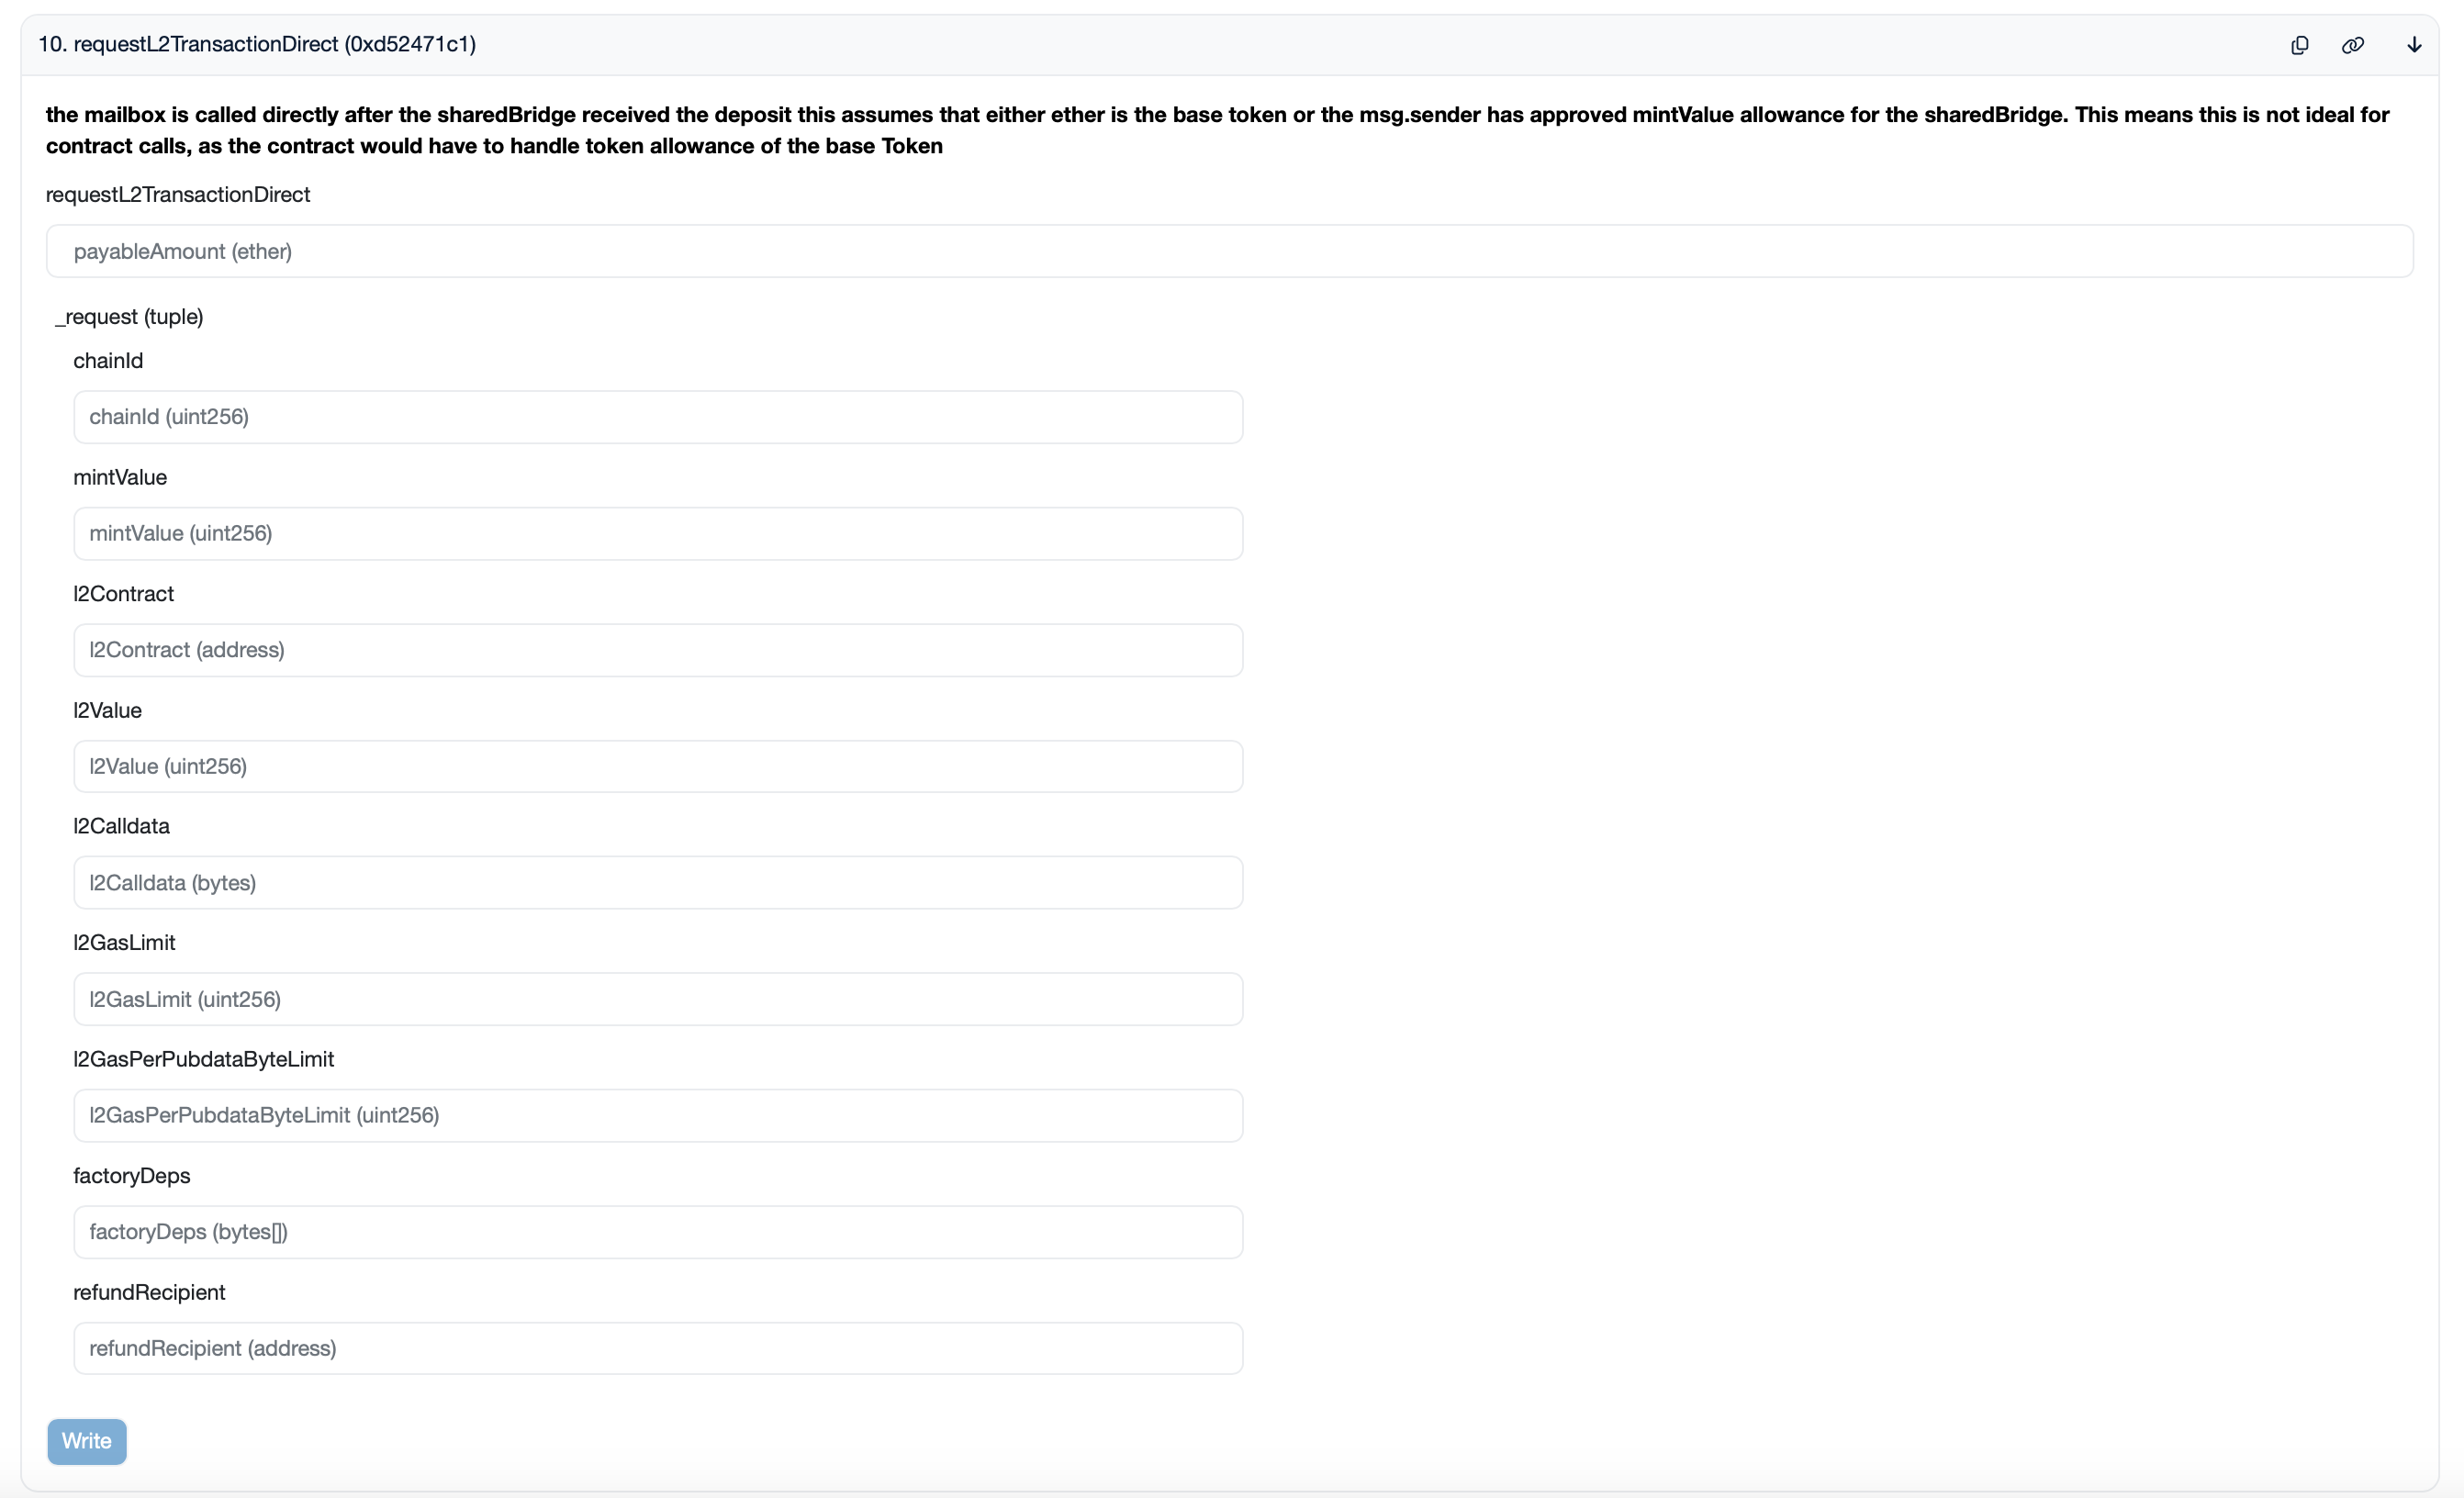 10. requestL2TransactionDirect (0xd52471c1)
the mailbox is called directly after the sharedBridge received the deposit this assumes that either ether is the base token or the msg.sender has approved mintValue allowance for the sharedBridge. This means this is not ideal for
contract calls, as the contract would have to handle token allowance of the base Token
requestL2TransactionDirect
payableAmount (ether)
_request (tuple)
chainId
chainId (uint256)
mintValue
mintValue (uint256)
l2Contract
l2Contract (address)
l2Value
l2Value (uint256)
l2Calldata
l2Calldata (bytes)
l2GasLimit
l2GasLimit (uint256)
l2GasPerPubdataByteLimit
l2GasPerPubdataByteLimit (uint256)
factoryDeps
factoryDeps (bytes[])
refundRecipient
refundRecipient (address)
Write